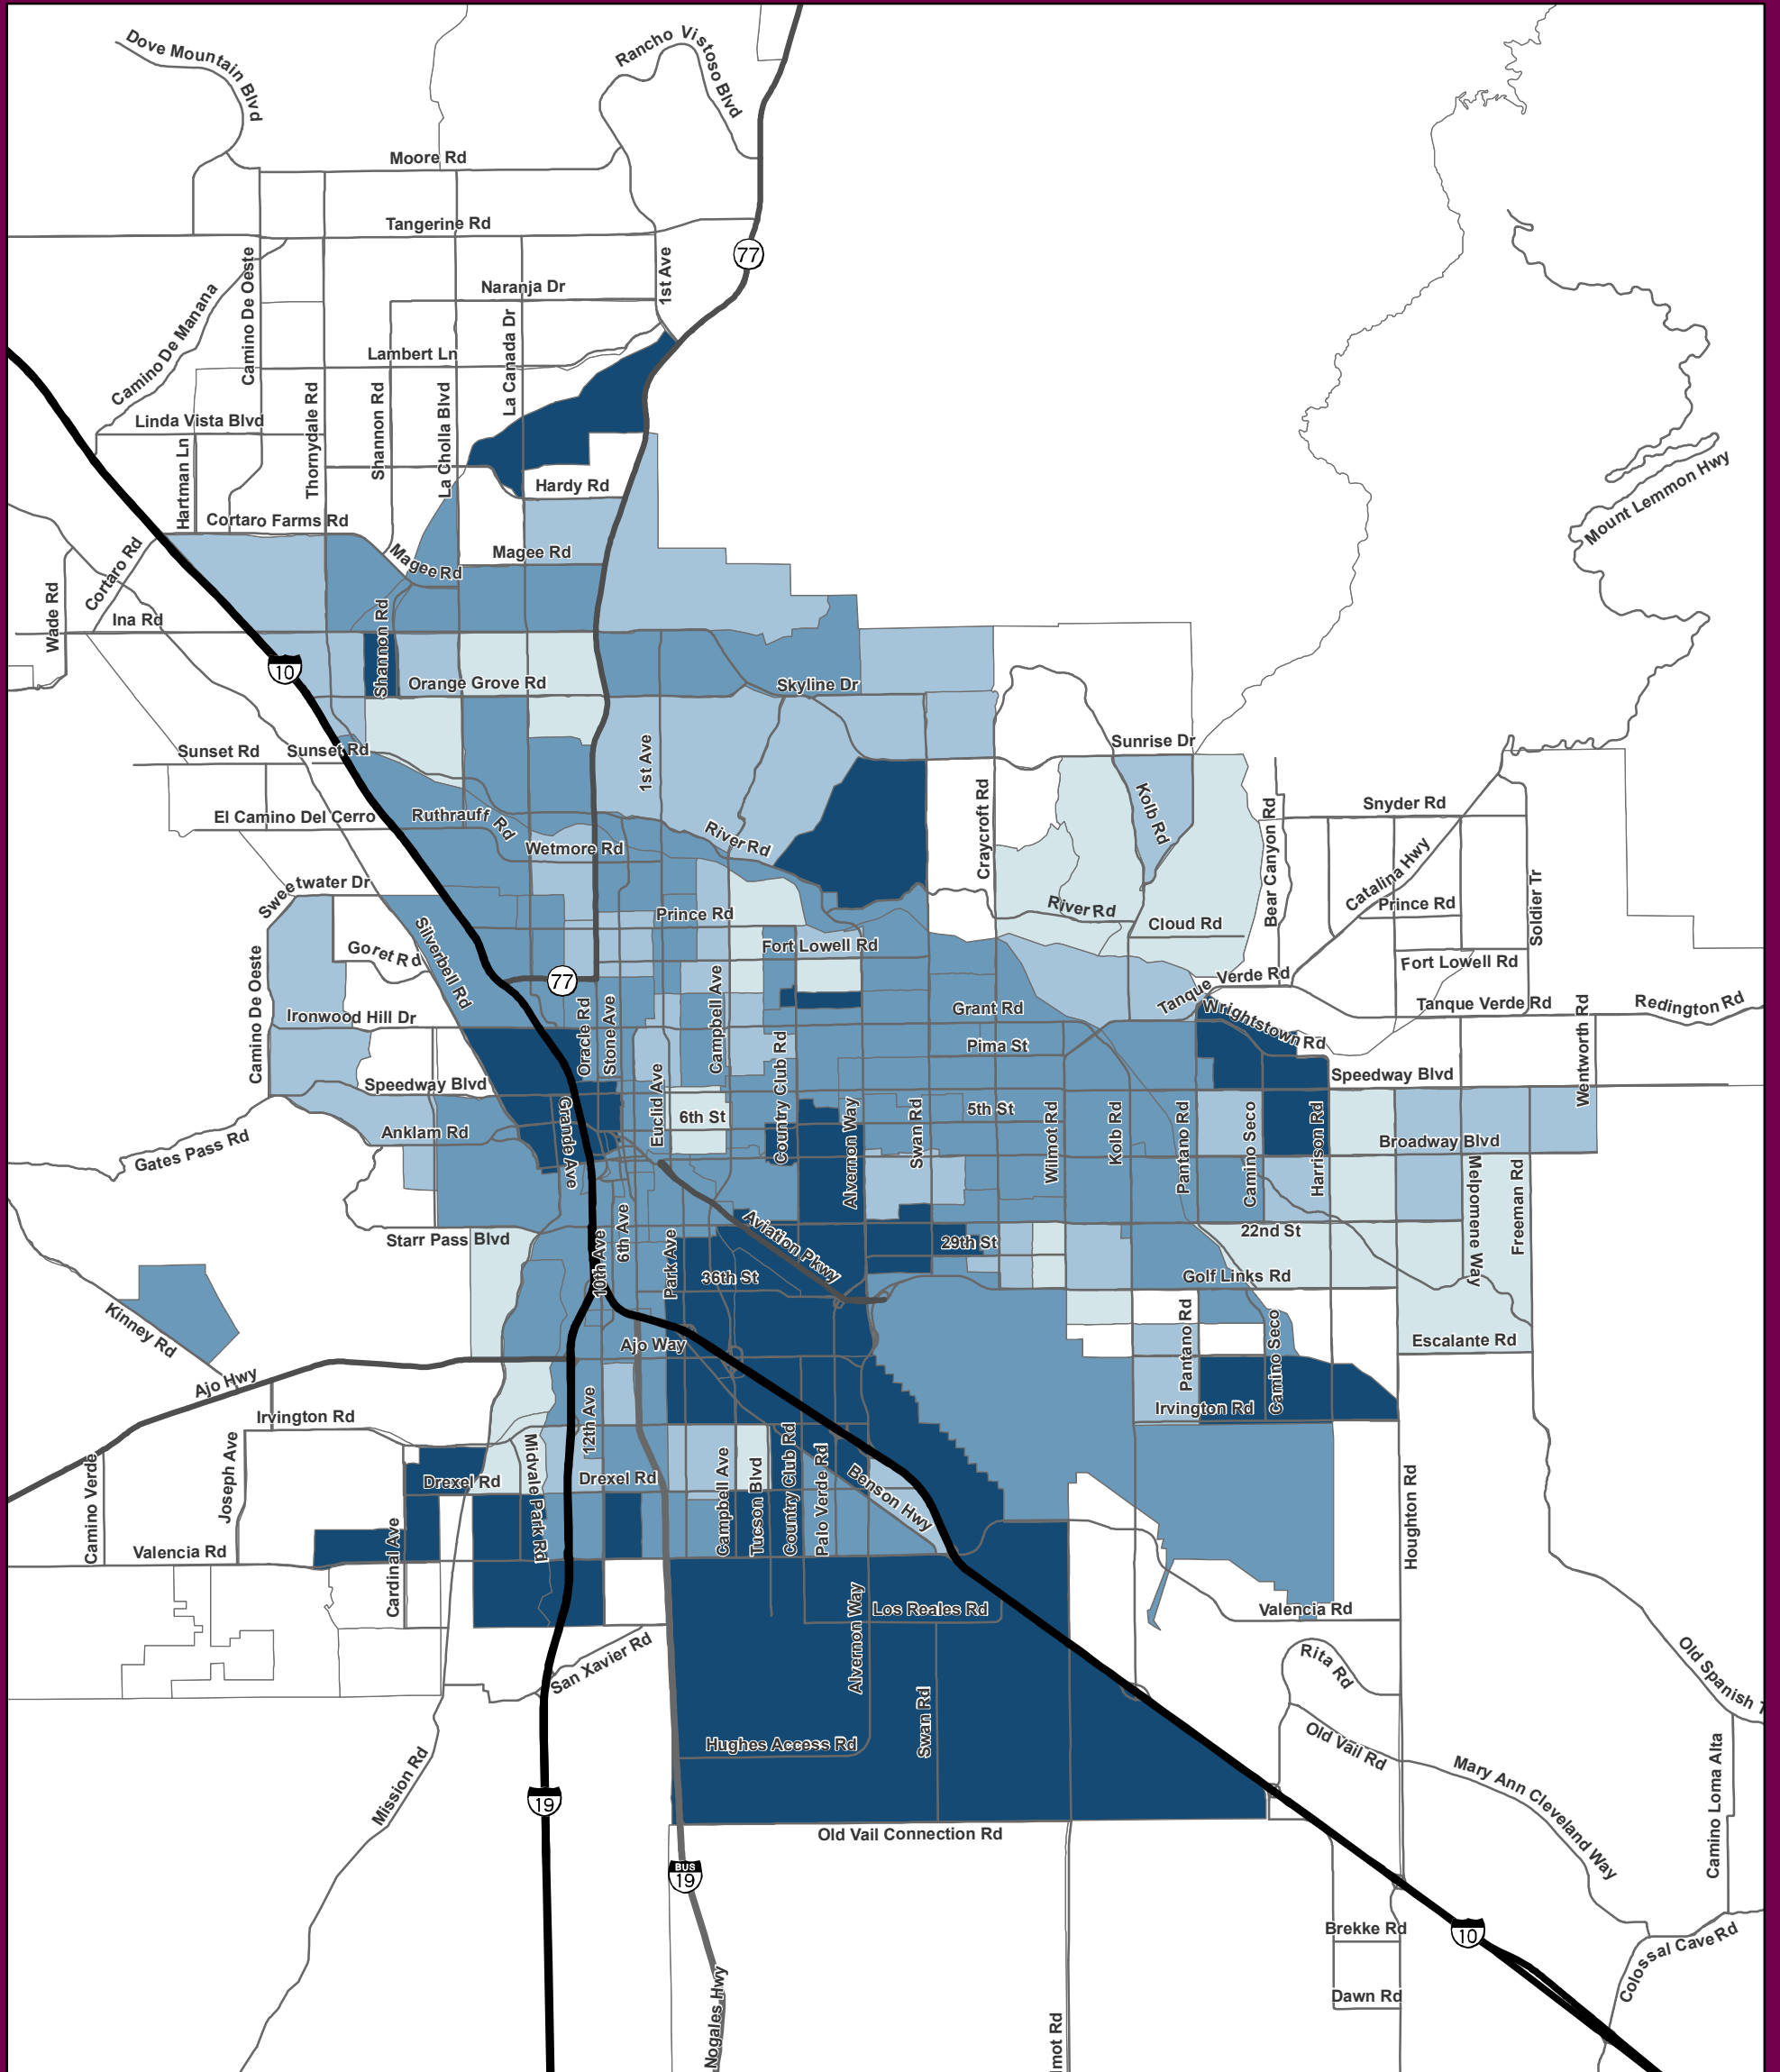 Dove Mountain Blvd
Rancho Vistoso Blvd
Moore Rd
Tangerine Rd
77
Camino De Oeste
1st Ave
Naranja Dr
Camino De Manana
La Canada Dr
Lambert Ln
Thornydale Rd
Shannon Rd
La Cholla Blvd
Linda Vista Blvd
Hartman Ln
Hardy Rd
Mount Lemmon Hwy
Cortaro Farms Rd
Magee Rd
Magee Rd
Cortaro Rd
Wade Rd
Ina Rd
Shannon Rd
10
Orange Grove Rd
Skyline Dr
Sunset Rd
Sunset Rd
1st Ave
Sunrise Dr
Kolb Rd
Craycroft Rd
Bear Canyon Rd
Snyder Rd
El Camino Del Cerro
Ruthrauff Rd
Wetmore Rd
River Rd
Catalina Hwy
Sweetwater Dr
Prince Rd
River Rd
Cloud Rd
Prince Rd
Soldier Tr
Silverbell Rd
Goret Rd
Fort Lowell Rd
Fort Lowell Rd
Camino De Oeste
77
Tanque Verde Rd
Tanque Verde Rd
Redington Rd
Ironwood Hill Dr
Oracle Rd
Stone Ave
Campbell Ave
Grant Rd
Wrightstown Rd
Wentworth Rd
Pima St
Country Club Rd
Euclid Ave
Speedway Blvd
Speedway Blvd
Grande Ave
6th St
5th St
Alvernon Way
Swan Rd
Wilmot Rd
Kolb Rd
Pantano Rd
Camino Seco
Harrison Rd
Anklam Rd
Gates Pass Rd
Broadway Blvd
Melpomene Way
Freeman Rd
6th Ave
Park Ave
10th Ave
Aviation Pkwy
Starr Pass Blvd
22nd St
29th St
36th St
Golf Links Rd
Kinney Rd
Ajo Way
Pantano Rd
Camino Seco
Escalante Rd
Ajo Hwy
12th Ave
Irvington Rd
Irvington Rd
Camino Verde
Joseph Ave
Midvale Park Rd
Drexel Rd
Drexel Rd
Campbell Ave
Tucson Blvd
Country Club Rd
Palo Verde Rd
Benson Hwy
Houghton Rd
Cardinal Ave
Valencia Rd
Alvernon Way
Los Reales Rd
Valencia Rd
San Xavier Rd
Rita Rd
Old Spanish T
Swan Rd
Hughes Access Rd
Old Vail Rd
Mary Ann Cleveland Way
Camino Loma Alta
Mission Rd
19
Old Vail Connection Rd
BUS
19
10
Brekke Rd
Colossal Cave Rd
Dawn Rd
Nogales Hwy
mot Rd